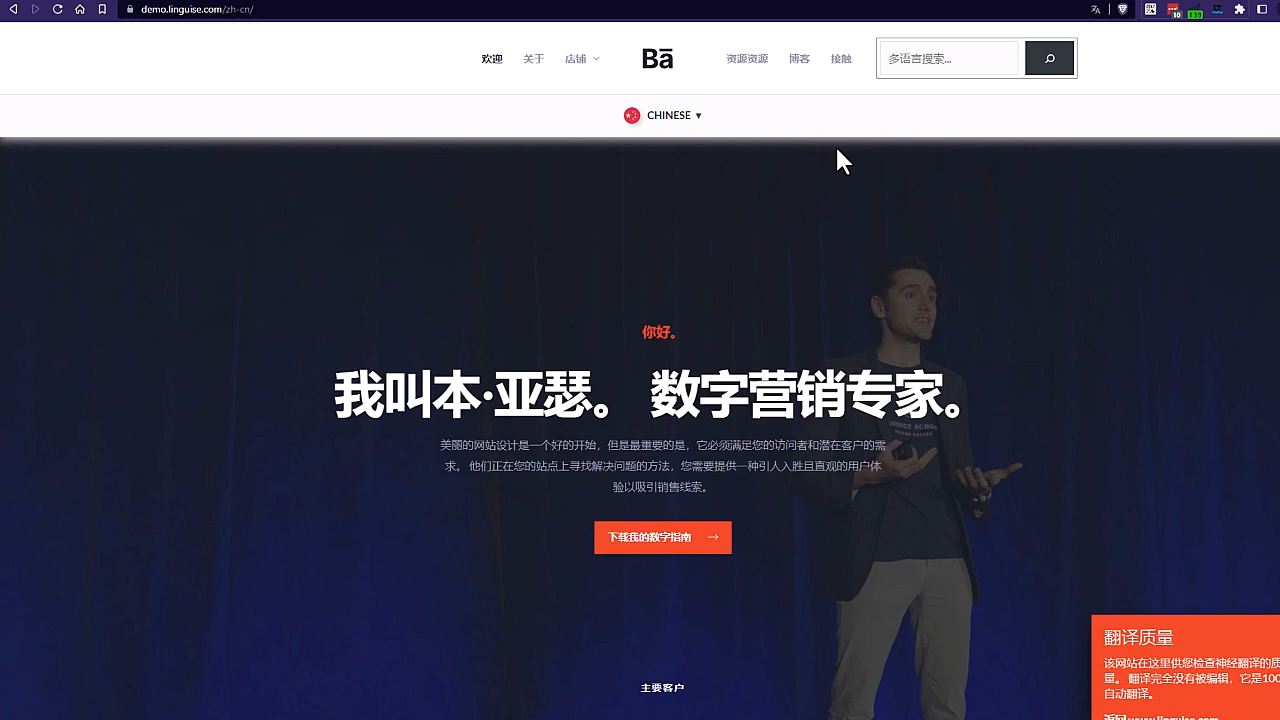 demo.linguise.com/zh-cn/
10
1:59
欢迎
关于
店铺
Bā
资源资源
博客
接触
多语言搜索...
CHINESE ▼
你好。
我叫本·亚瑟。 数字营销专家。
美丽的网站设计是一个好的开始，但是最重要的是，它必须满足您的访问者和潜在客户的需
求。 他们正在您的站点上寻找解决问题的方法，您需要提供一种引人入胜且直观的用户体
验以吸引销售线索。
下载我的数字指南 →
主要客户
翻译质量
该网站在这里供您检查神经翻译的质
量。 翻译完全没有被编辑，它是100
自动翻译。
返回 www.linguise.com